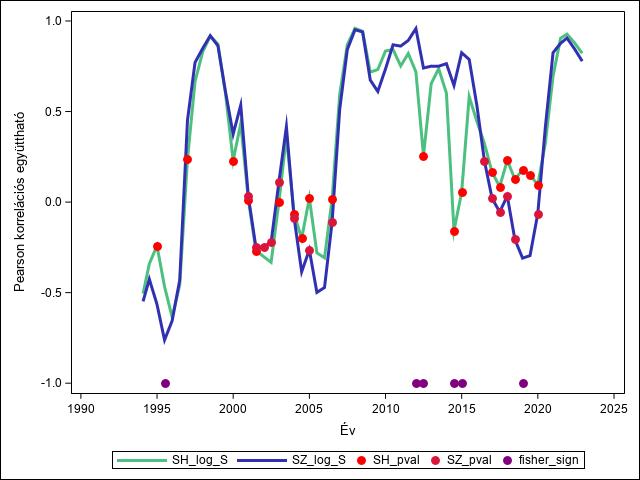 1.0
0.5
0.0
-0.5
-1.0
Pearson korrelációs együttható
1990 1995 2000 2005 2010 2015 2020 2025
Év
SH_log_S SZ_log_S SH_pval SZ_pval fisher_sign